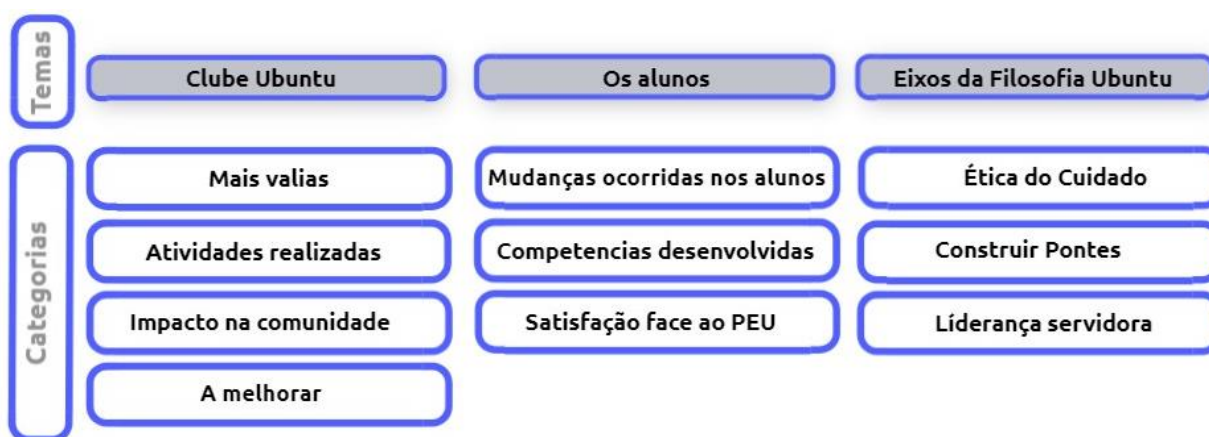 Temas
Clube Ubuntu
Os alunos
Eixos da Filosofia Ubuntu
Categorias
Mais valias
Mudanças ocorridas nos alunos
Ética do Cuidado
Atividades realizadas
Competencias desenvolvidas
Construir Pontes
Impacto na comunidade
Satisfação face ao PEU
Líderança servidora
A melhorar